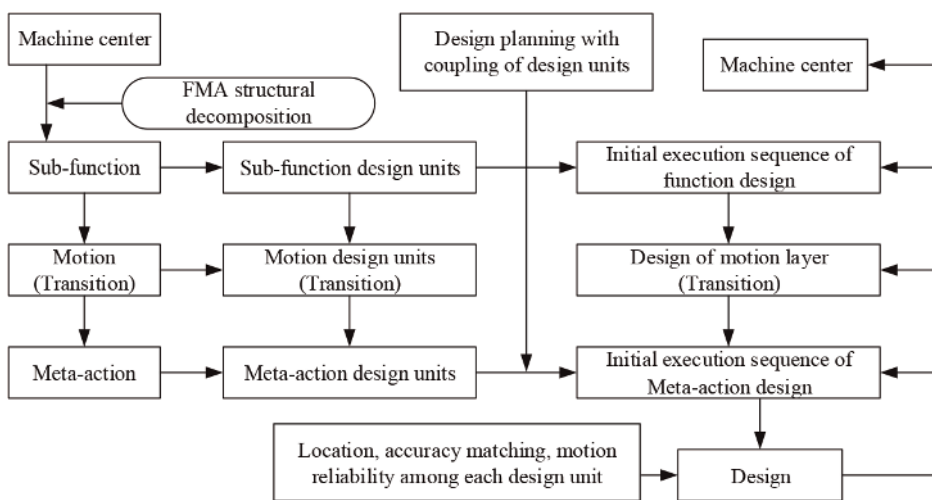 Machine center
Design planning with
coupling of design units
Machine center
FMA structural
decomposition
Sub-function
Sub-function design units
Initial execution sequence of
function design
Motion
(Transition)
Motion design units
(Transition)
Design of motion layer
(Transition)
Meta-action
Meta-action design units
Initial execution sequence of
Meta-action design
Location, accuracy matching, motion
reliability among each design unit
Design